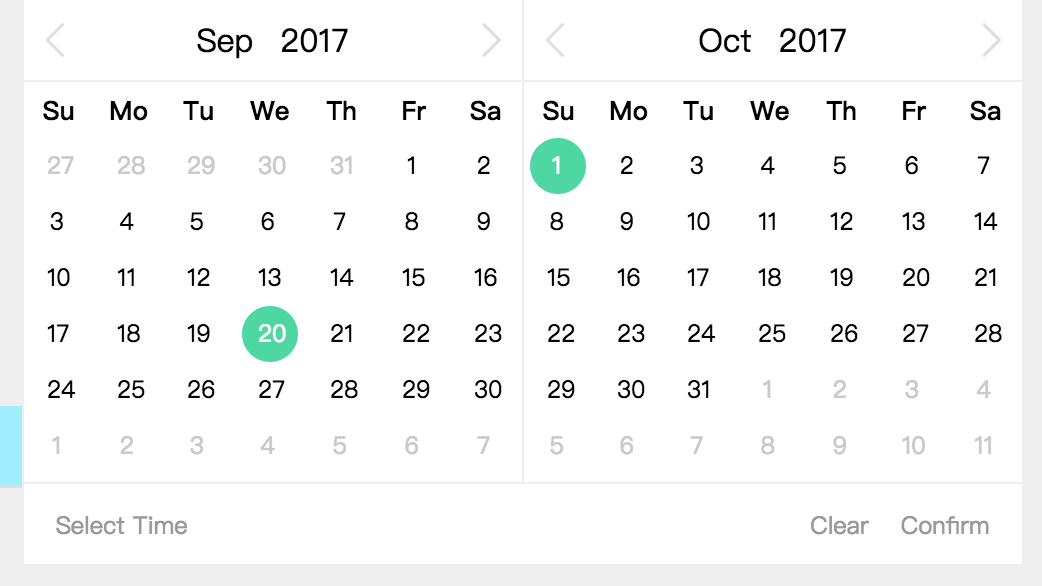 Sep 2017
Su Mo Tu We Th Fr Sa
27 28 29 30 31 1 2
3 4 5 6 7 8 9
10 11 12 13 14 15 16
17 18 19 20 21 22 23
24 25 26 27 28 29 30
1 2 3 4 5 6 7
Oct 2017
Su Mo Tu We Th Fr Sa
1 2 3 4 5 6 7
8 9 10 11 12 13 14
15 16 17 18 19 20 21
22 23 24 25 26 27 28
29 30 31 1 2 3 4
5 6 7 8 9 10 11
Select Time Clear Confirm